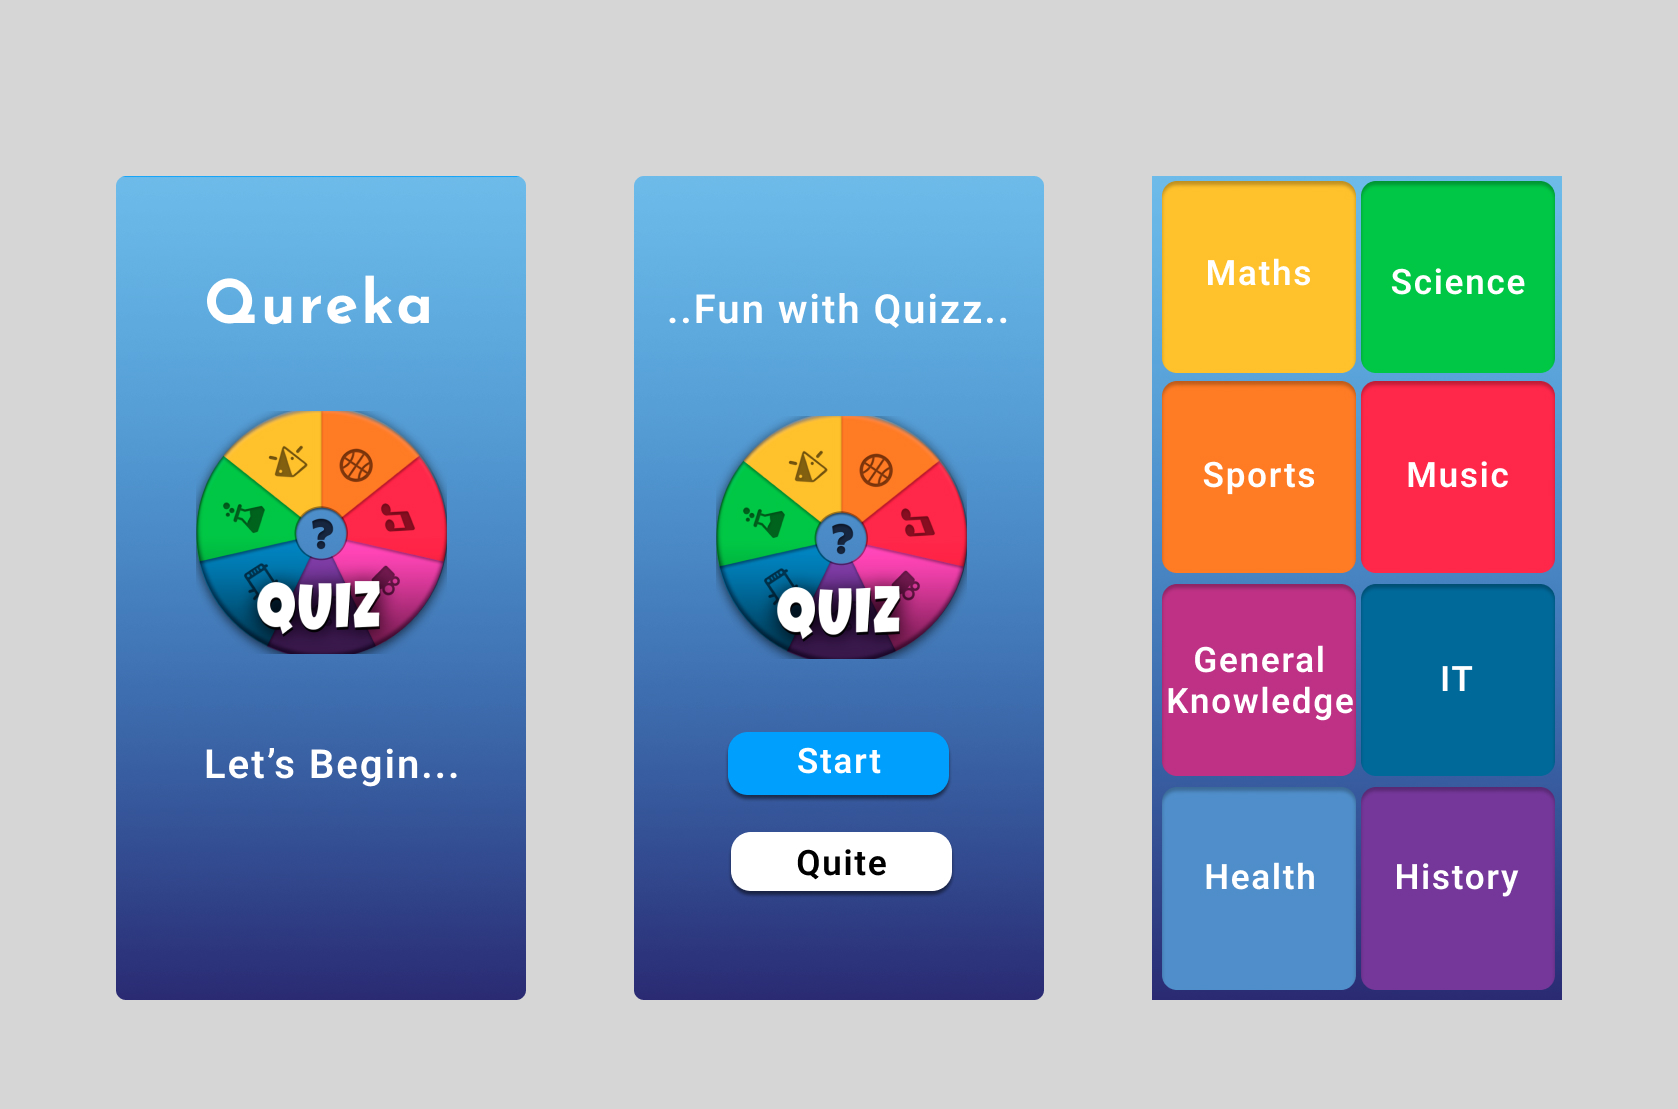 Qureka
?
QUIZ
Let’s Begin...
..Fun with Quizz..
?
QUIZ
Start
Quite
Maths
Science
Sports
Music
General
Knowledge
IT
Health
History